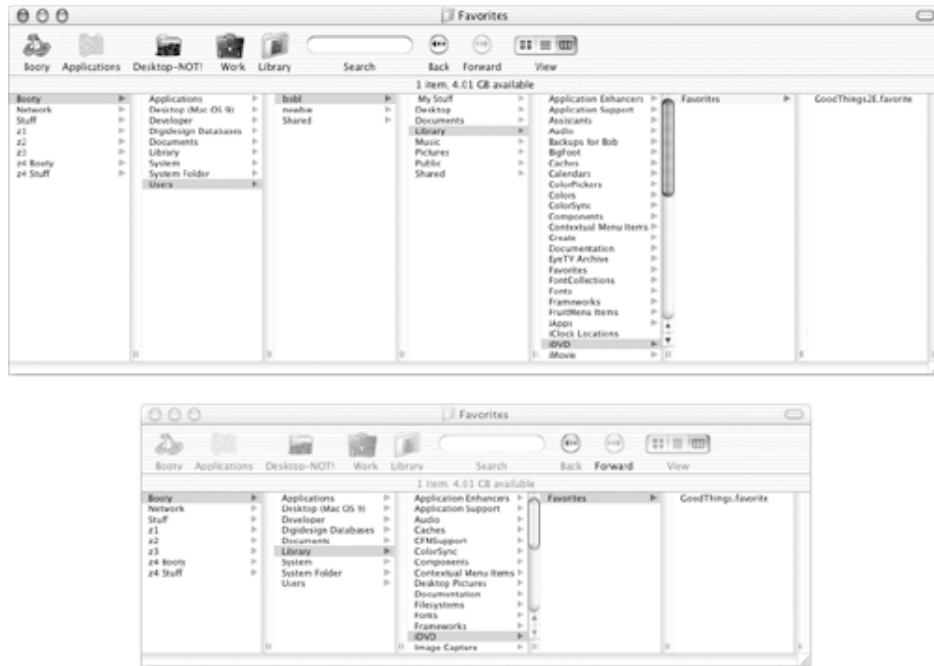 Favorites
Booty Applications Desktop-NOT! Work Library Search Back Forward View
1 item, 4.01 GB available
Booty
Network
Stuff
z1
z2
z3
z4 Booty
z4 Stuff
Applications
Desktop (Mac OS 9)
Developer
Digidesign Databases
Documents
Library
System
System Folder
Users
bobl
newbie
Shared
My Stuff
Desktop
Documents
Library
Music
Pictures
Public
Shared
Application Enhancers
Application Support
Assistants
Audio
Backups for Bob
BigFoot
Caches
Calendars
ColorPickers
Colors
ColorSync
Components
Contextual Menu Items
Create
Documentation
EyeTV Archive
Favorites
FontCollections
Fonts
Frameworks
FruitMenu Items
iApps
iClock Locations
iDVD
iMovie
Favorites
GoodThings2E.favorite
Favorites
Booty Applications Desktop-NOT! Work Library Search Back Forward View
1 item, 4.01 GB available
Booty
Network
Stuff
z1
z2
z3
z4 Booty
z4 Stuff
Applications
Desktop (Mac OS 9)
Developer
Digidesign Databases
Documents
Library
System
System Folder
Users
Application Enhancers
Application Support
Audio
Caches
CFMSupport
ColorSync
Components
Contextual Menu Items
Desktop Pictures
Documentation
Filesystems
Fonts
Frameworks
iDVD
Image Capture
Favorites
GoodThings.favorite